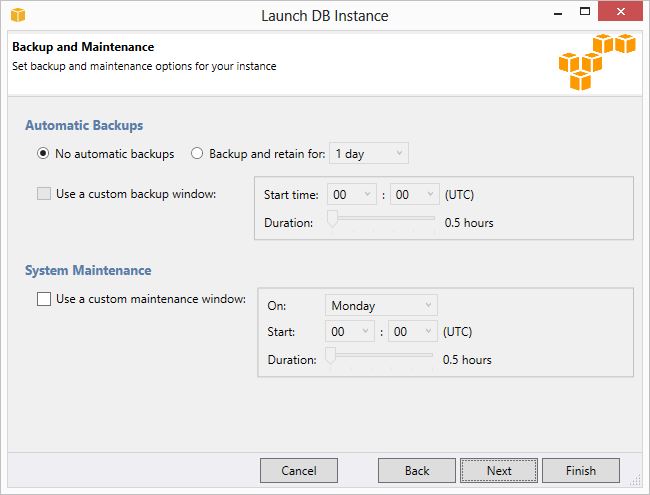 Launch DB Instance
Backup and Maintenance
Set backup and maintenance options for your instance
Automatic Backups
No automatic backups Backup and retain for: 1 day
Use a custom backup window: Start time: 00 : 00 (UTC)
Duration: 0.5 hours
System Maintenance
Use a custom maintenance window: On: Monday
Start: 00 : 00 (UTC)
Duration: 0.5 hours
Cancel Back Next Finish